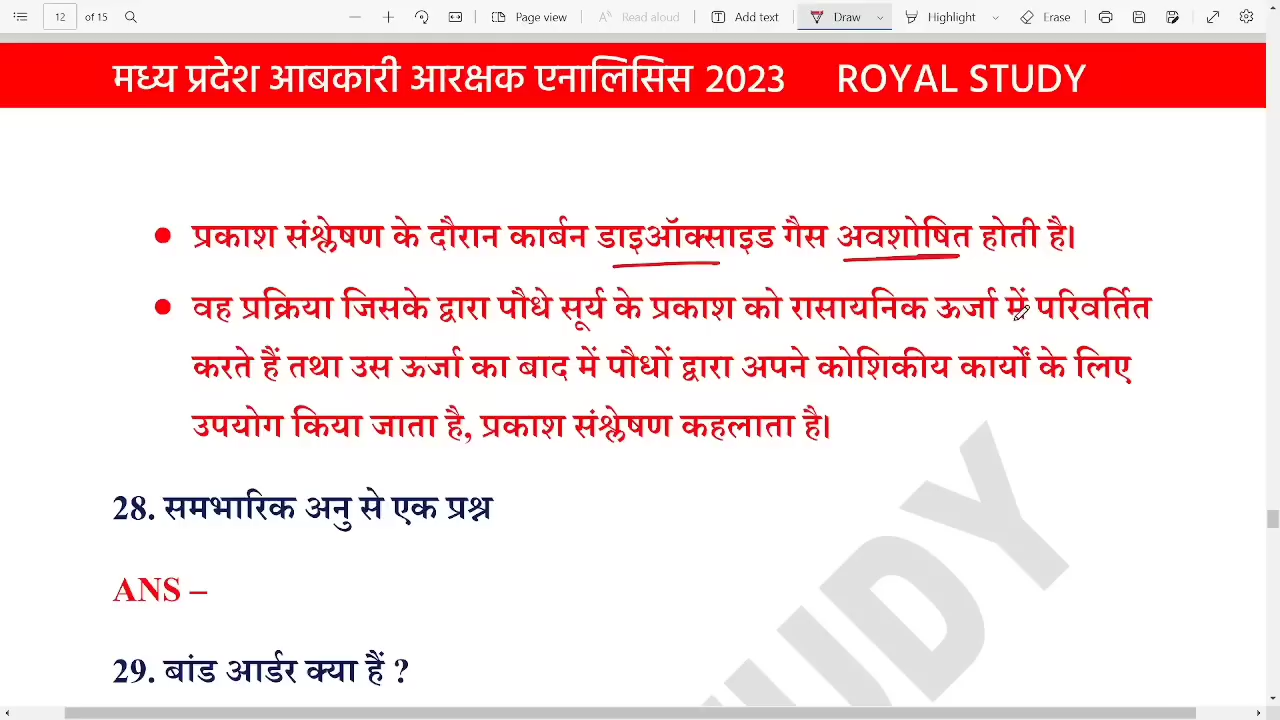 12 of 15 Page view Read aloud Add text Draw Highlight Erase
मध्य प्रदेश आबकारी आरक्षक एनालिसिस 2023 ROYAL STUDY
• प्रकाश संश्लेषण के दौरान कार्बन डाइऑक्साइड गैस अवशोषित होती है।
• वह प्रक्रिया जिसके द्वारा पौधे सूर्य के प्रकाश को रासायनिक ऊर्जा में परिवर्तित
करते हैं तथा उस ऊर्जा का बाद में पौधों द्वारा अपने कोशिकीय कार्यों के लिए
उपयोग किया जाता है, प्रकाश संश्लेषण कहलाता है।
28. समभारिक अनु से एक प्रश्न
ANS –
29. बांड आर्डर क्या हैं ?
STUDY